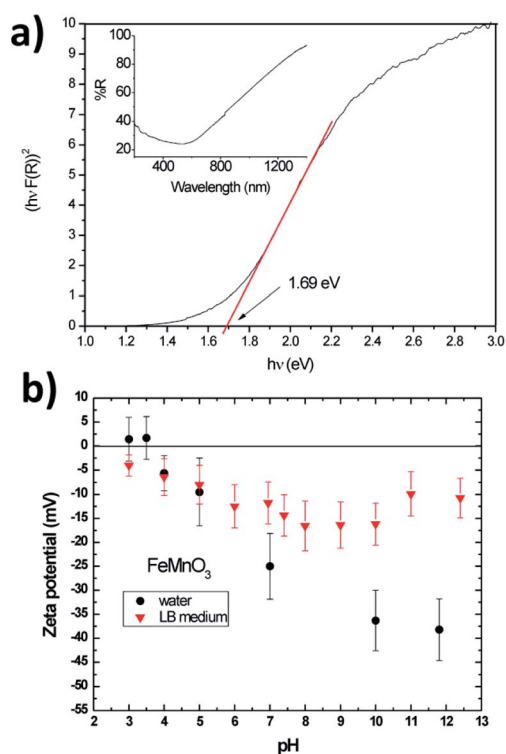 a)
10
9
8
7
6
5
4
3
2
1
0
(hν F(R))²
100
80
60
40
20
%R
400 800 1200
Wavelength (nm)
1.69 eV
1.0 1.2 1.4 1.6 1.8 2.0 2.2 2.4 2.6 2.8 3.0
hν (eV)
b)
10
5
0
-5
-10
-15
-20
-25
-30
-35
-40
-45
-50
-55
Zeta potential (mV)
FeMnO₃
water
LB medium
2 3 4 5 6 7 8 9 10 11 12 13
pH